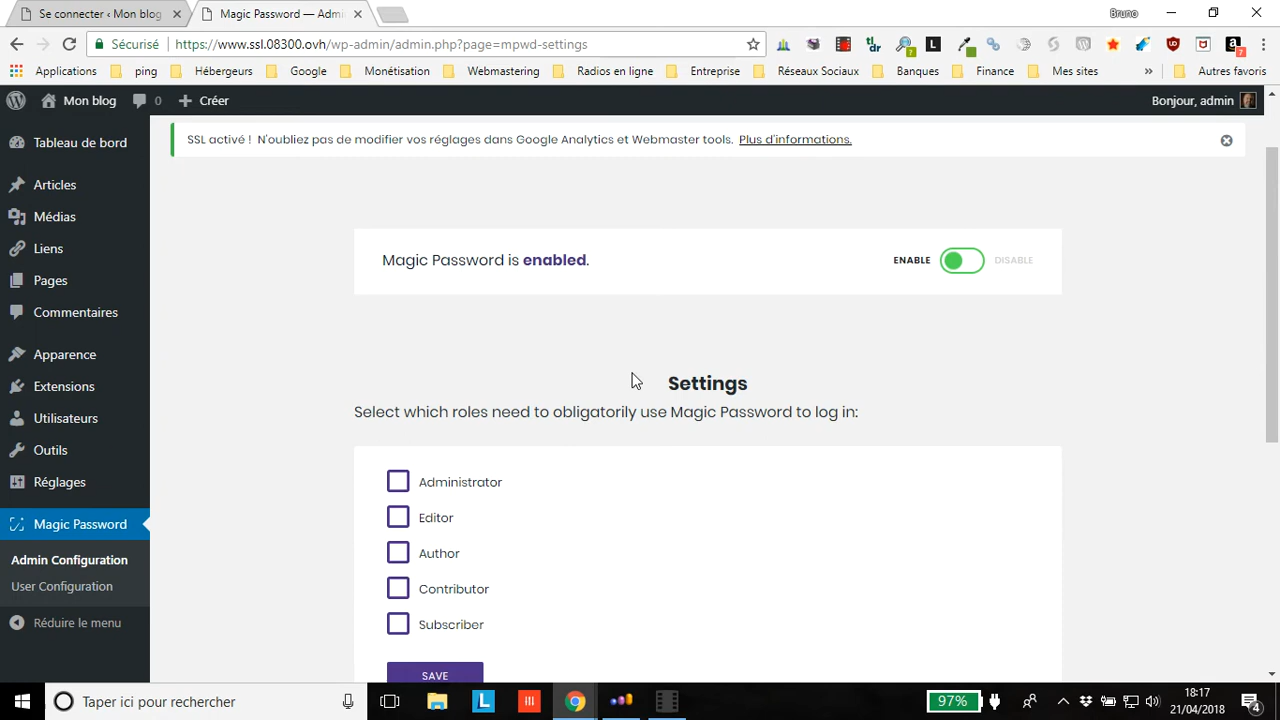 Se connecter ‹ Mon blog
Magic Password — Admi
Bruno
Sécurisé
https://www.ssl.08300.ovh/wp-admin/admin.php?page=mpwd-settings
tl;dr
Applications
ping
Hébergeurs
Google
Monétisation
Webmastering
Radios en ligne
Entreprise
Réseaux Sociaux
Banques
Finance
Mes sites
»
Autres favoris
Mon blog
0
Créer
Bonjour, admin
Tableau de bord
Articles
Médias
Liens
Pages
Commentaires
Apparence
Extensions
Utilisateurs
Outils
Réglages
Magic Password
Admin Configuration
User Configuration
Réduire le menu
SSL activé ! N'oubliez pas de modifier vos réglages dans Google Analytics et Webmaster tools. Plus d'informations.
Magic Password is enabled.
ENABLE
DISABLE
Settings
Select which roles need to obligatorily use Magic Password to log in:
Administrator
Editor
Author
Contributor
Subscriber
SAVE
Taper ici pour rechercher
97%
18:17
21/04/2018
4